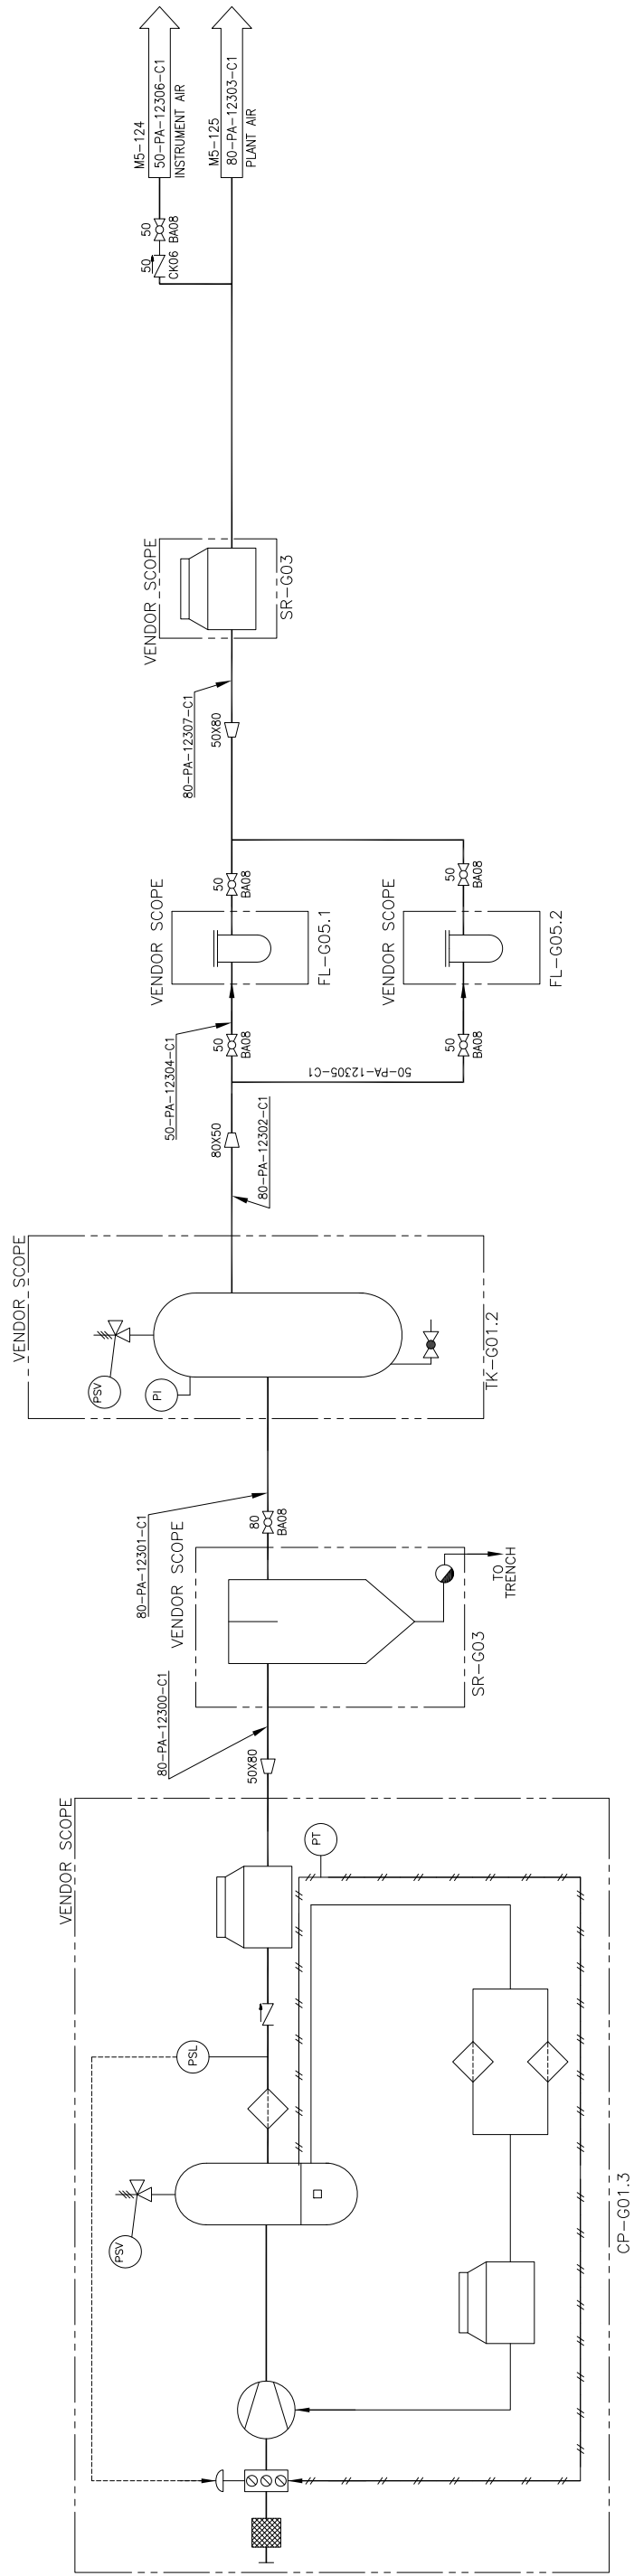 M5-124
50-PA-12306-C1
INSTRUMENT AIR
M5-125
80-PA-12303-C1
PLANT AIR
50
BA08
50
CK06
VENDOR SCOPE
SR-G03
80-PA-12307-C1
50X80
50
BA08
VENDOR SCOPE
FL-G05.1
50
BA08
VENDOR SCOPE
FL-G05.2
50-PA-12304-C1
50
BA08
50
BA08
50-PA-12305-C1
80X50
80-PA-12302-C1
VENDOR SCOPE
PSV
PI
TK-G01.2
80-PA-12301-C1
80
BA08
VENDOR SCOPE
TO
TRENCH
SR-G03
80-PA-12300-C1
50X80
VENDOR SCOPE
PT
PSL
PSV
CP-G01.3